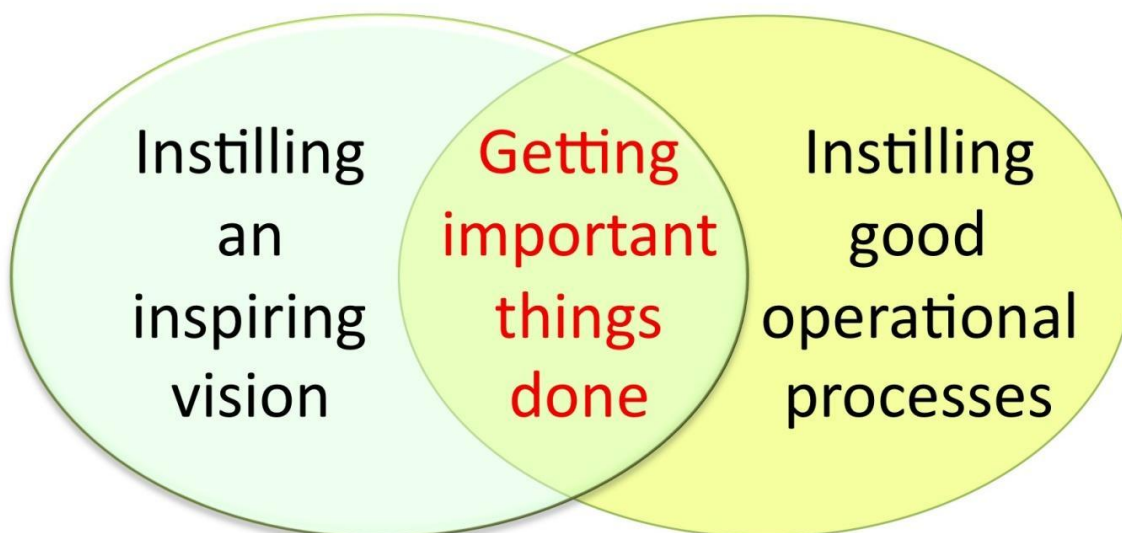 Instilling
an
inspiring
vision
Getting
important
things
done
Instilling
good
operational
processes